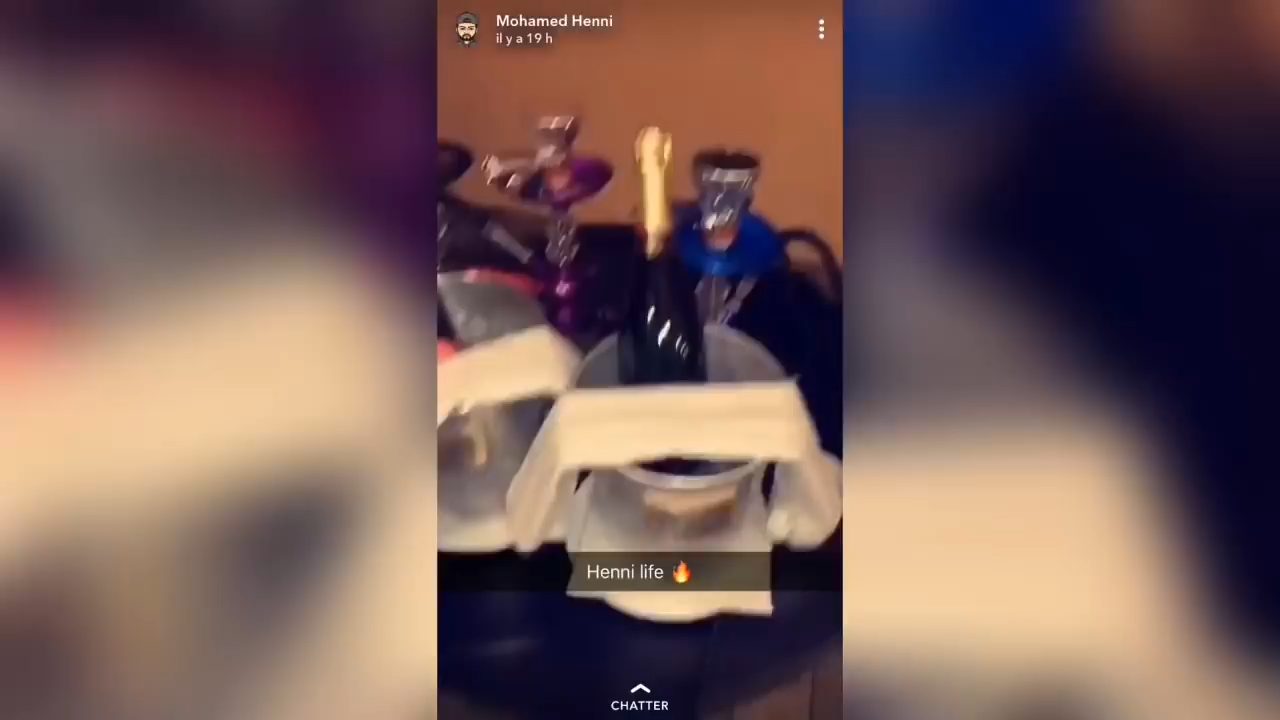 Mohamed Henni
il y a 19 h
Henni life 🔥
CHATTER